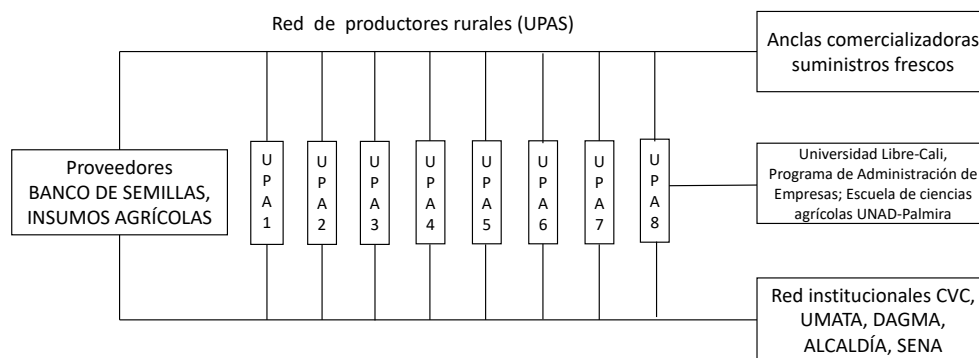 Red de productores rurales (UPAS)
Anclas comercializadoras
suministros frescos
Proveedores
BANCO DE SEMILLAS,
INSUMOS AGRÍCOLAS
U
P
A
1
U
P
A
2
U
P
A
3
U
P
A
4
U
P
A
5
U
P
A
6
U
P
A
7
U
P
A
8
Universidad Libre-Cali,
Programa de Administración de
Empresas; Escuela de ciencias
agrícolas UNAD-Palmira
Red institucionales CVC,
UMATA, DAGMA,
ALCALDÍA, SENA